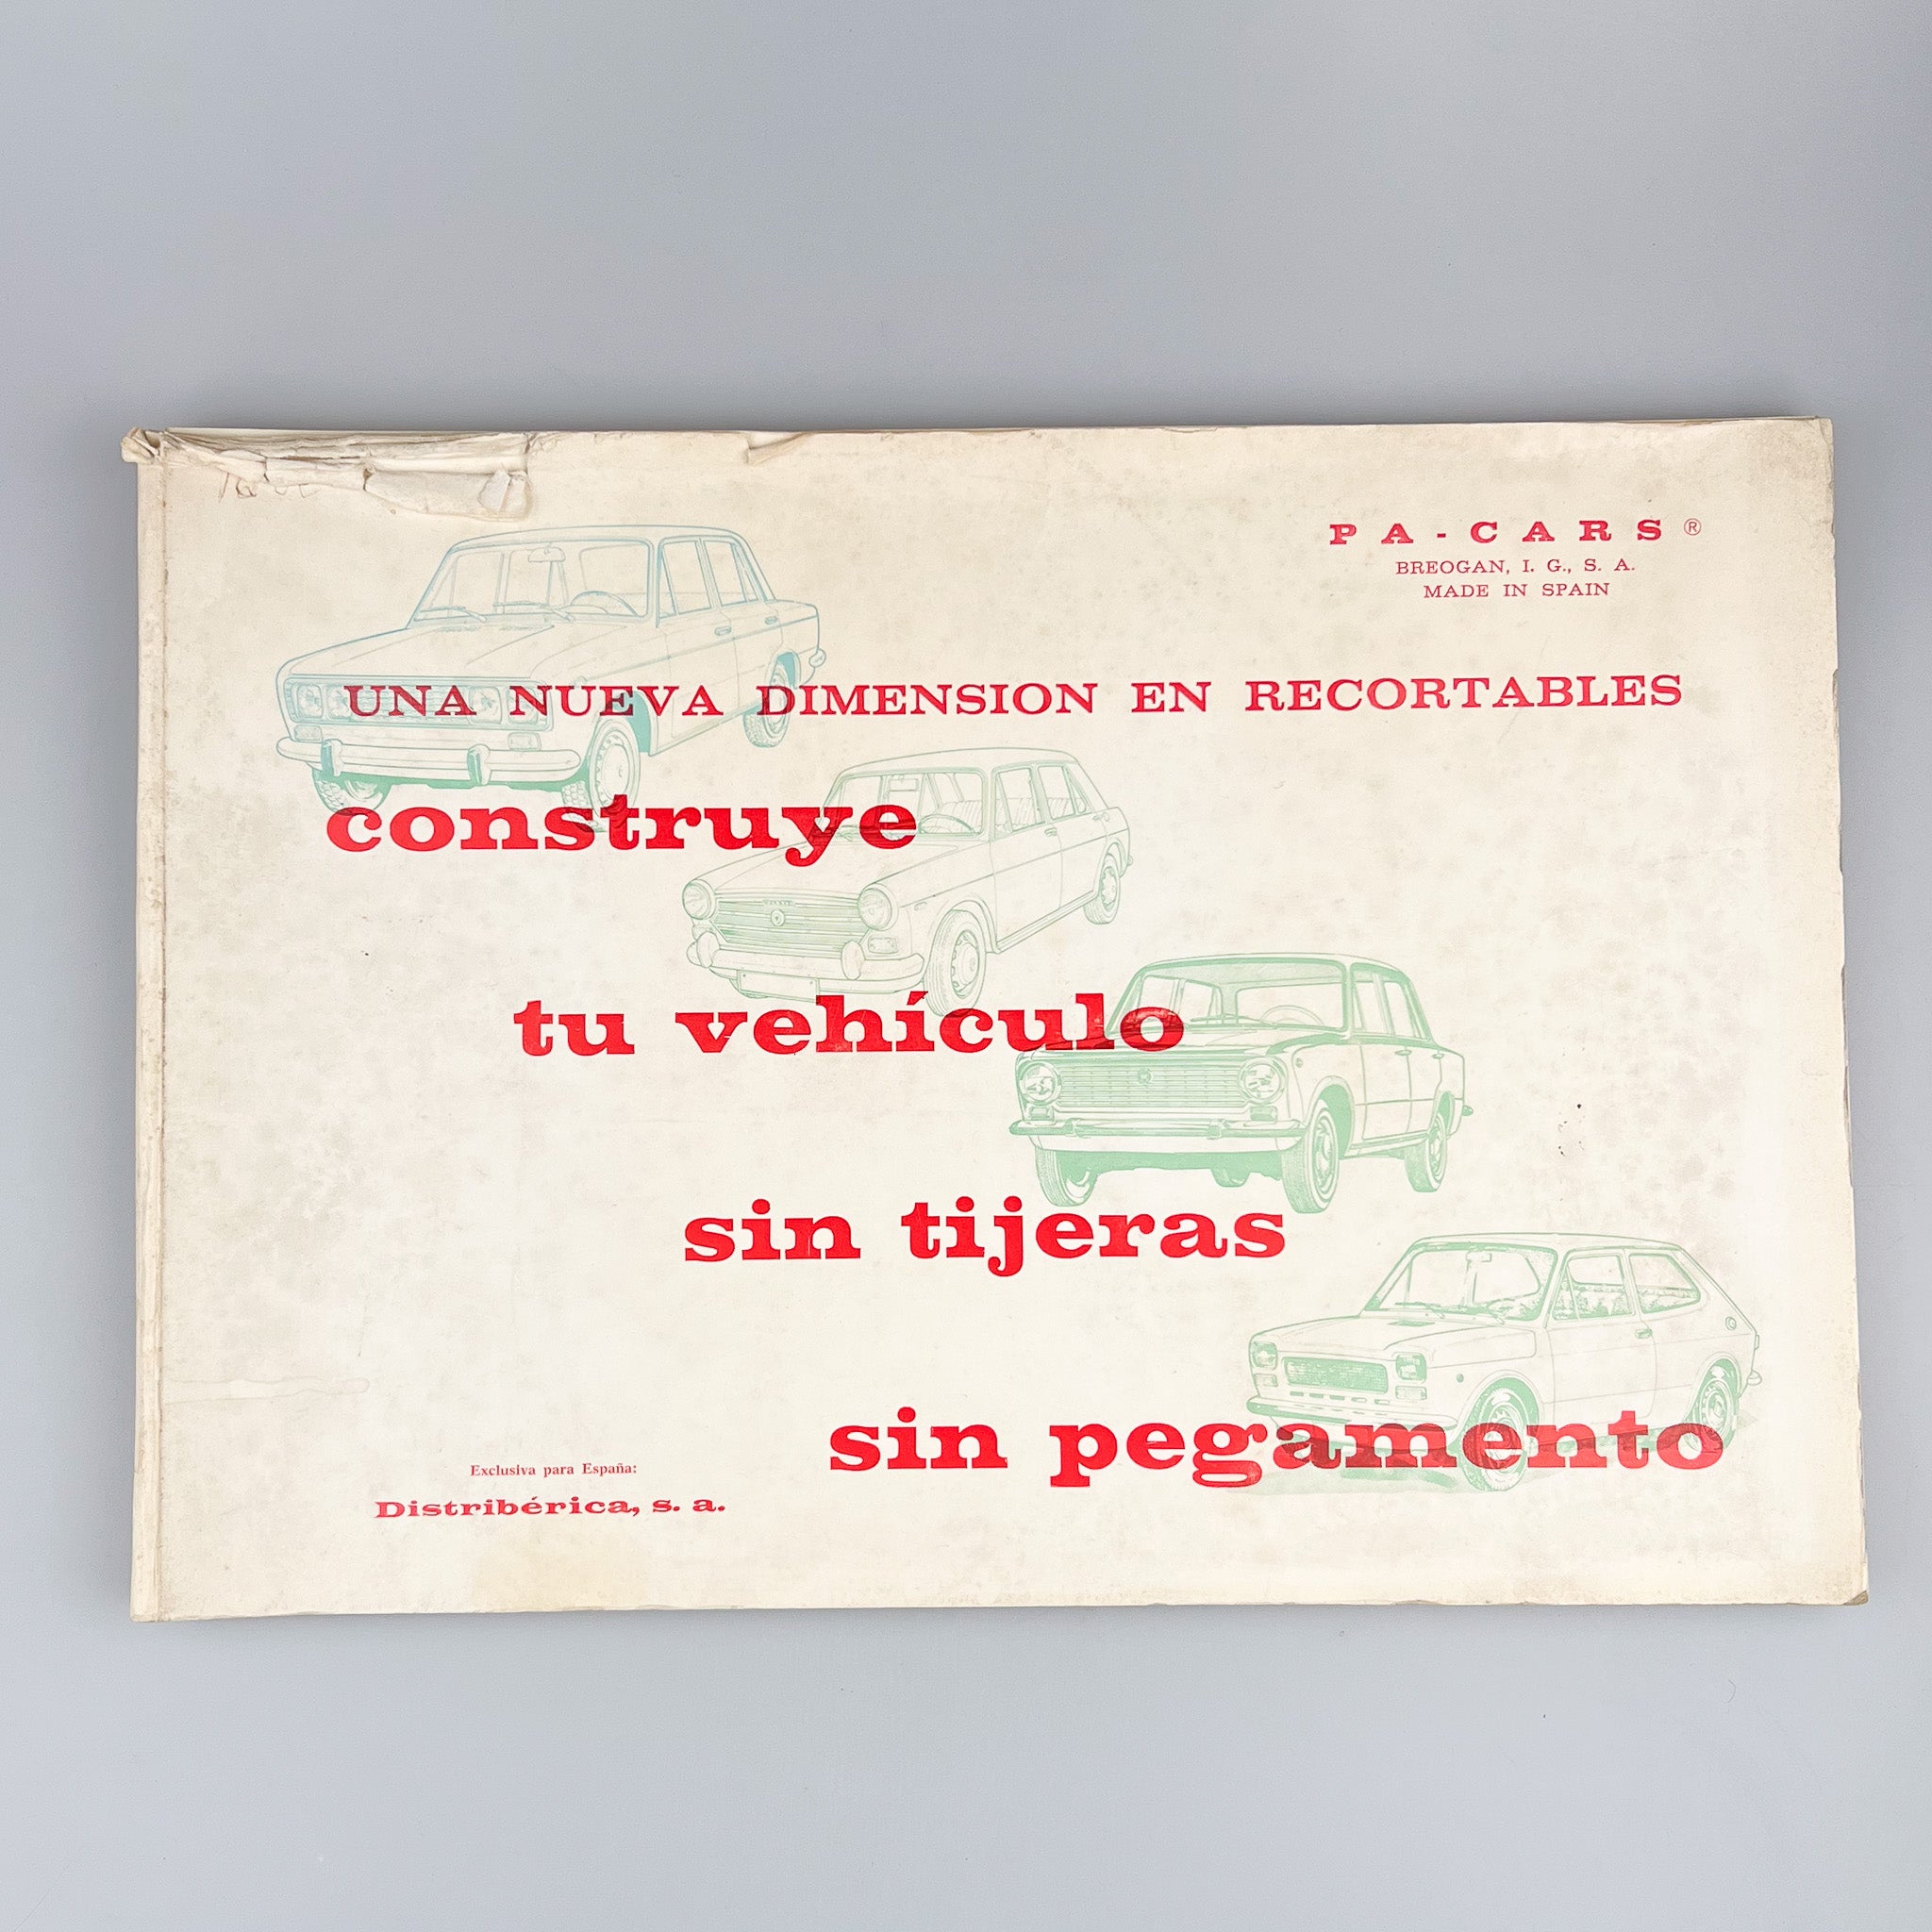 PA-CARS ®
BREOGAN, I. G., S. A.
MADE IN SPAIN
UNA NUEVA DIMENSION EN RECORTABLES
construye
tu vehículo
sin tijeras
sin pegamento
Exclusiva para España:
Distribérica, s. a.